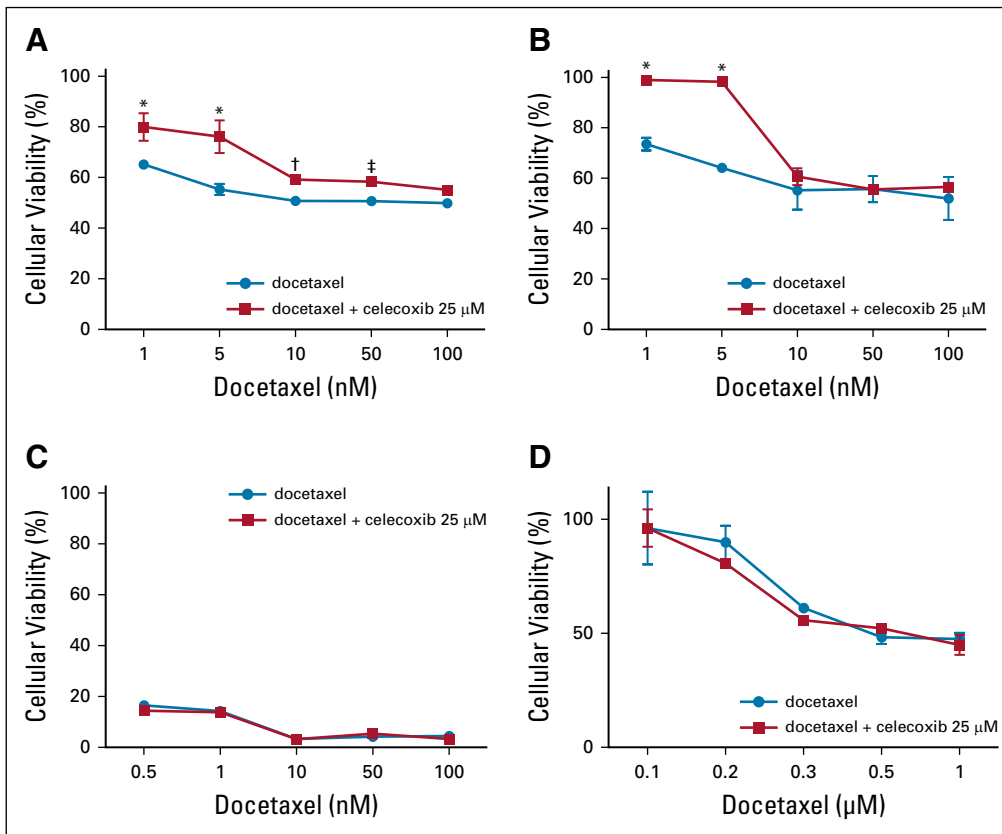 A
Cellular Viability (%)
100
80
60
40
20
0
*
*
†
‡
docetaxel
docetaxel + celecoxib 25 µM
1 5 10 50 100
Docetaxel (nM)
B
Cellular Viability (%)
100
80
60
40
20
0
*
*
docetaxel
docetaxel + celecoxib 25 µM
1 5 10 50 100
Docetaxel (nM)
C
Cellular Viability (%)
100
80
60
40
20
0
docetaxel
docetaxel + celecoxib 25 µM
0.5 1 10 50 100
Docetaxel (nM)
D
Cellular Viability (%)
100
50
0
docetaxel
docetaxel + celecoxib 25 µM
0.1 0.2 0.3 0.5 1
Docetaxel (µM)